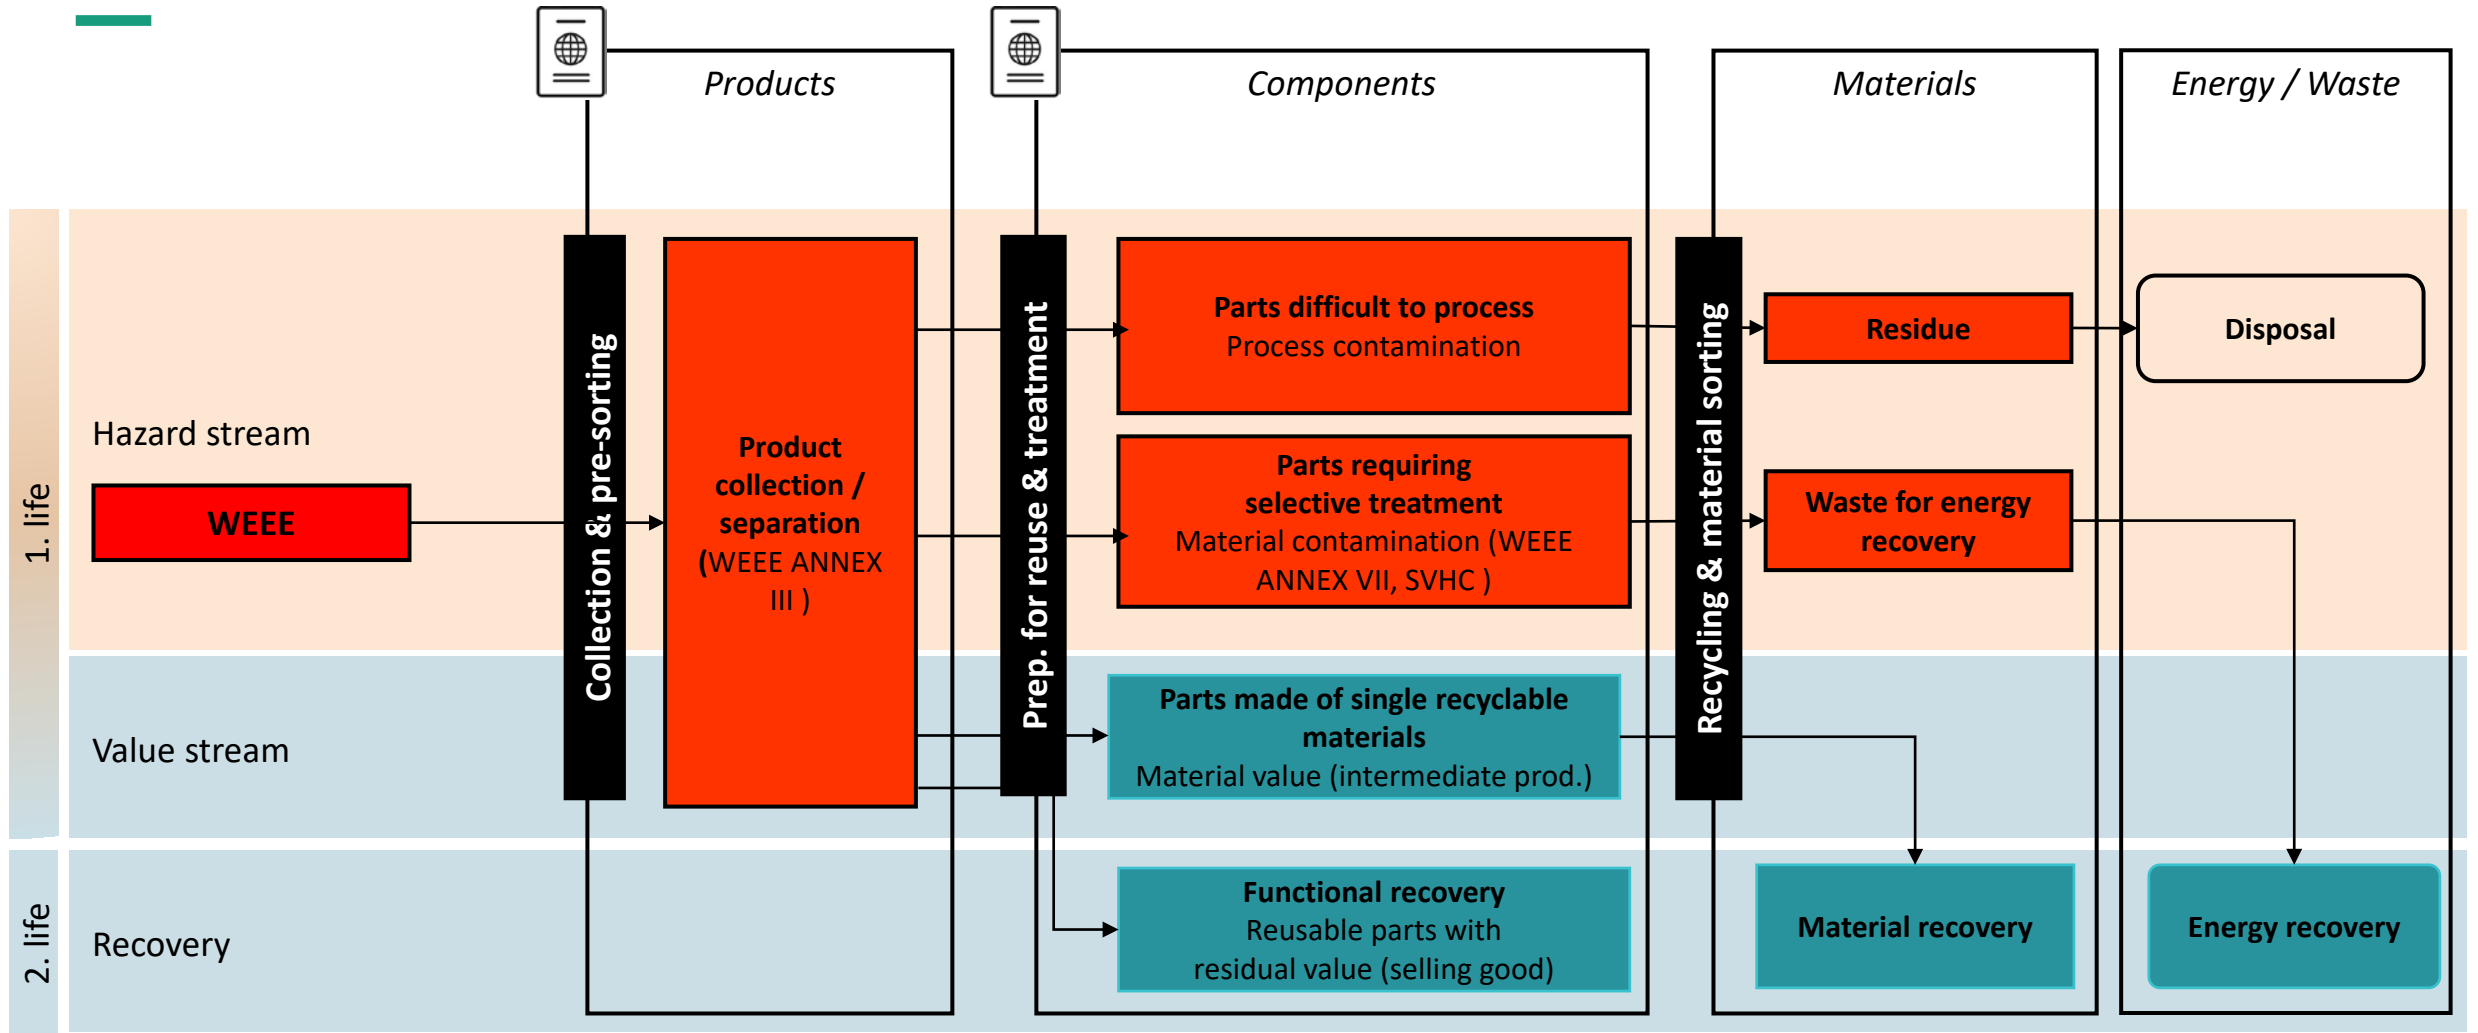 Products
Components
Materials
Energy / Waste
1. life
Hazard stream
WEEE
Collection & pre-sorting
Product
collection /
separation
(WEEE ANNEX
III )
Prep. for reuse & treatment
Parts difficult to process
Process contamination
Parts requiring
selective treatment
Material contamination (WEEE
ANNEX VII, SVHC )
Recycling & material sorting
Residue
Waste for energy
recovery
Disposal
Value stream
Parts made of single recyclable
materials
Material value (intermediate prod.)
2. life
Recovery
Functional recovery
Reusable parts with
residual value (selling good)
Material recovery
Energy recovery